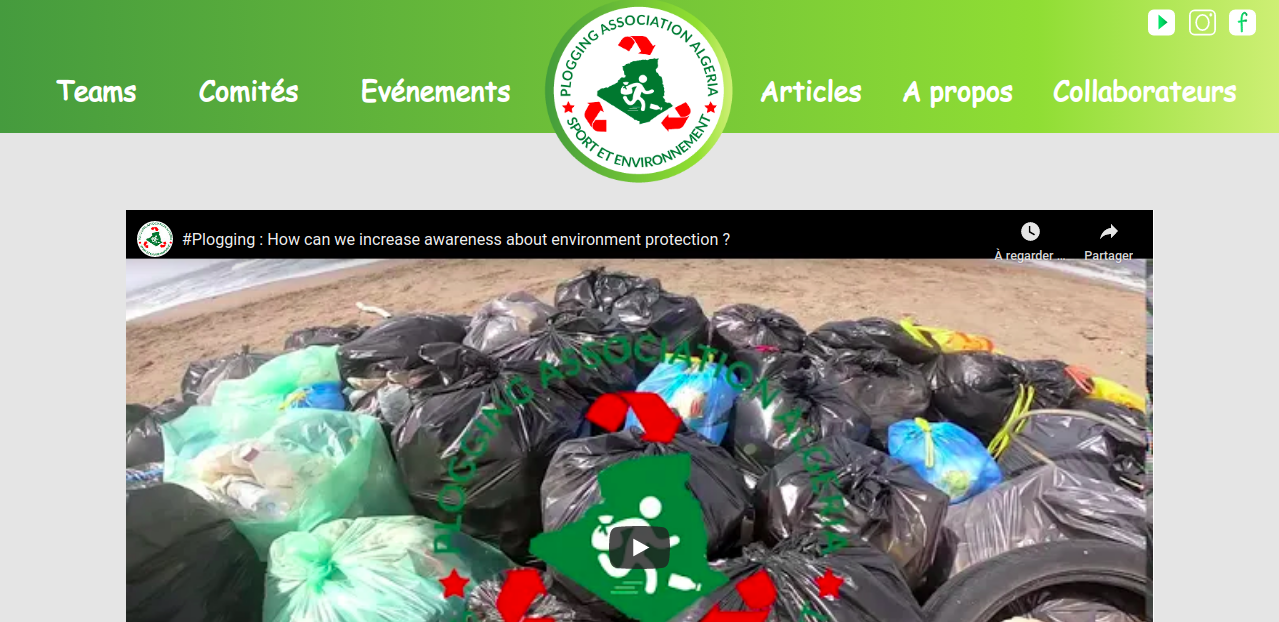 Teams
Comités
Evénements
PLOGGING ASSOCIATION ALGERIA
SPORT ET ENVIRONNEMENT
Articles
A propos
Collaborateurs
#Plogging : How can we increase awareness about environment protection ?
À regarder ...
Partager
PLOGGING ASSOCIATION ALGERIA